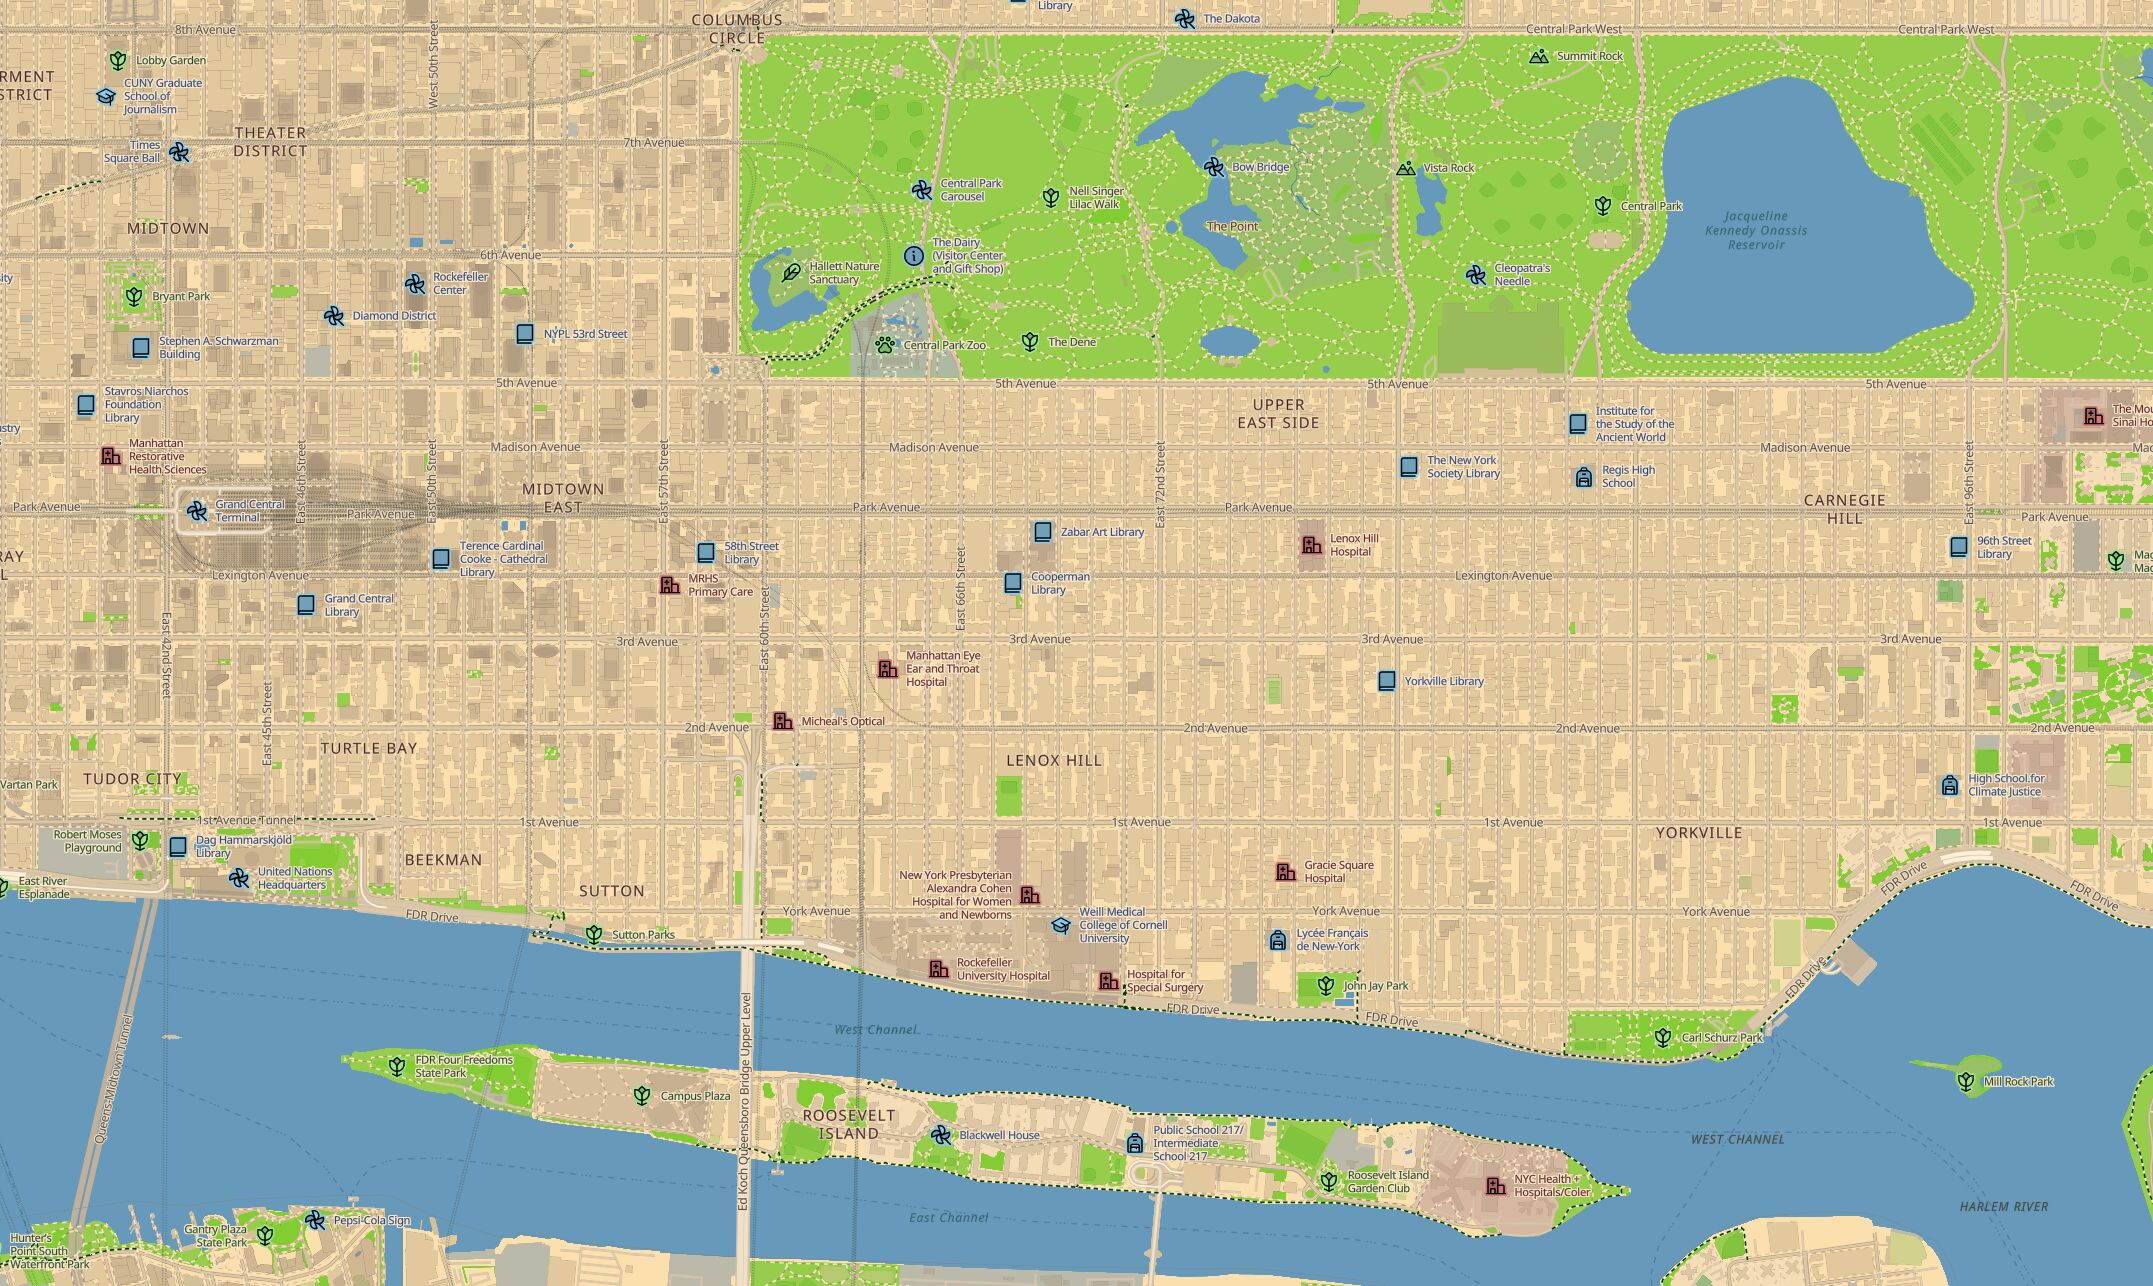 COLUMBUS
CIRCLE
Library
The Dakota
8th Avenue
Central Park West
Central Park West
West 50th Street
Lobby Garden
Summit Rock
CUNY Graduate
School of
Journalism
THEATER
DISTRICT
7th Avenue
Times
Square Ball
Bow Bridge
Vista Rock
Central Park
Carousel
Nell Singer
Lilac Walk
Central Park
The Point
Jacqueline
Kennedy Onassis
Reservoir
MIDTOWN
6th Avenue
The Dairy
(Visitor Center
and Gift Shop)
Hallett Nature
Sanctuary
Cleopatra's
Needle
Rockefeller
Center
Bryant Park
Diamond District
NYPL 53rd Street
Stephen A. Schwarzman
Building
Central Park Zoo
The Dene
5th Avenue
5th Avenue
5th Avenue
5th Avenue
Stavros Niarchos
Foundation
Library
UPPER
EAST SIDE
Institute for
the Study of the
Ancient World
Manhattan
Restorative
Health Sciences
Madison Avenue
Madison Avenue
Madison Avenue
East 46th Street
East 50th Street
East 57th Street
East 72nd Street
East 96th Street
The New York
Society Library
Regis High
School
MIDTOWN
EAST
CARNEGIE
HILL
Grand Central
Terminal
Park Avenue
Park Avenue
Park Avenue
Park Avenue
Park Avenue
Zabar Art Library
Lenox Hill
Hospital
96th Street
Library
Terence Cardinal
Cooke - Cathedral
Library
58th Street
Library
Lexington Avenue
Lexington Avenue
MRHS
Primary Care
Cooperman
Library
Grand Central
Library
East 42nd Street
East 60th Street
East 66th Street
3rd Avenue
3rd Avenue
3rd Avenue
3rd Avenue
Manhattan Eye
Ear and Throat
Hospital
Yorkville Library
East 45th Street
Micheal's Optical
2nd Avenue
2nd Avenue
2nd Avenue
2nd Avenue
TURTLE BAY
LENOX HILL
TUDOR CITY
Vartan Park
High School for
Climate Justice
1st Avenue Tunnel
1st Avenue
1st Avenue
1st Avenue
1st Avenue
YORKVILLE
Robert Moses
Playground
Dag Hammarskjöld
Library
BEEKMAN
United Nations
Headquarters
East River
Esplanade
SUTTON
New York Presbyterian
Alexandra Cohen
Hospital for Women
and Newborns
Gracie Square
Hospital
FDR Drive
FDR Drive
FDR Drive
York Avenue
York Avenue
York Avenue
Sutton Parks
Weill Medical
College of Cornell
University
Lycée Français
de New-York
Rockefeller
University Hospital
Hospital for
Special Surgery
John Jay Park
FDR Drive
FDR Drive
FDR Drive
West Channel
Carl Schurz Park
Queens-Midtown Tunnel
Ed Koch Queensboro Bridge Upper Level
FDR Four Freedoms
State Park
Campus Plaza
Mill Rock Park
ROOSEVELT
ISLAND
Blackwell House
Public School 217/
Intermediate
School 217
WEST CHANNEL
Roosevelt Island
Garden Club
NYC Health +
Hospitals/Coler
HARLEM RIVER
East Channel
Gantry Plaza
State Park
Pepsi-Cola Sign
Hunter's
Point South
Waterfront Park